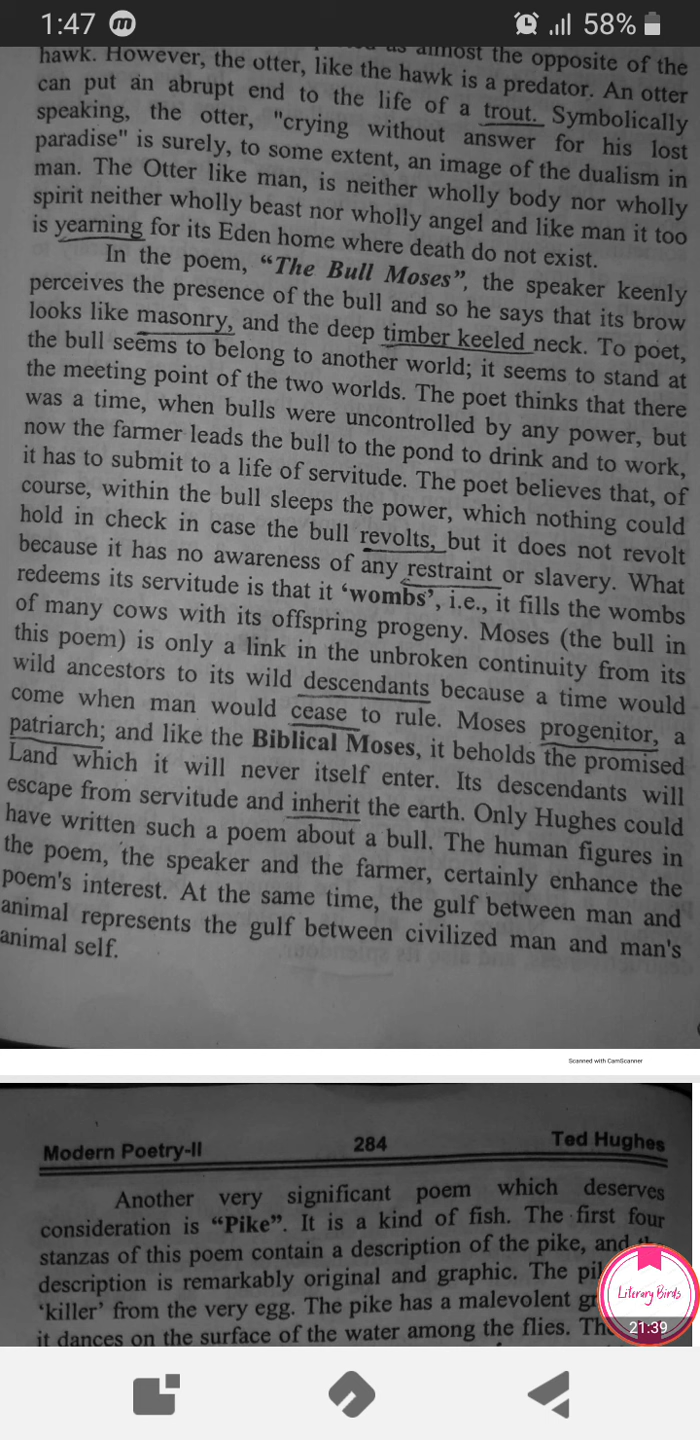 1:47 m 58%
as almost the opposite of the
hawk. However, the otter, like the hawk is a predator. An otter
can put an abrupt end to the life of a trout. Symbolically
speaking, the otter, "crying without answer for his lost
paradise" is surely, to some extent, an image of the dualism in
man. The Otter like man, is neither wholly body nor wholly
spirit neither wholly beast nor wholly angel and like man it too
is yearning for its Eden home where death do not exist.
In the poem, “The Bull Moses”, the speaker keenly
perceives the presence of the bull and so he says that its brow
looks like masonry, and the deep timber keeled neck. To poet,
the bull seems to belong to another world; it seems to stand at
the meeting point of the two worlds. The poet thinks that there
was a time, when bulls were uncontrolled by any power, but
now the farmer leads the bull to the pond to drink and to work,
it has to submit to a life of servitude. The poet believes that, of
course, within the bull sleeps the power, which nothing could
hold in check in case the bull revolts, but it does not revolt
because it has no awareness of any restraint or slavery. What
redeems its servitude is that it ‘wombs’, i.e., it fills the wombs
of many cows with its offspring progeny. Moses (the bull in
this poem) is only a link in the unbroken continuity from its
wild ancestors to its wild descendants because a time would
come when man would cease to rule. Moses progenitor, a
patriarch; and like the Biblical Moses, it beholds the promised
Land which it will never itself enter. Its descendants will
escape from servitude and inherit the earth. Only Hughes could
have written such a poem about a bull. The human figures in
the poem, the speaker and the farmer, certainly enhance the
poem's interest. At the same time, the gulf between man and
animal represents the gulf between civilized man and man's
animal self.
Scanned with CamScanner
Modern Poetry-II 284 Ted Hughes
Another very significant poem which deserves
consideration is “Pike”. It is a kind of fish. The first four
stanzas of this poem contain a description of the pike, and
description is remarkably original and graphic. The
‘killer’ from the very egg. The pike has a malevolent
it dances on the surface of the water among the flies.
Literary Birds
21:39